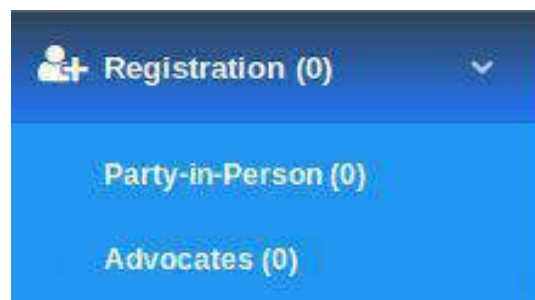 Registration (0)
Party-in-Person (0)
Advocates (0)